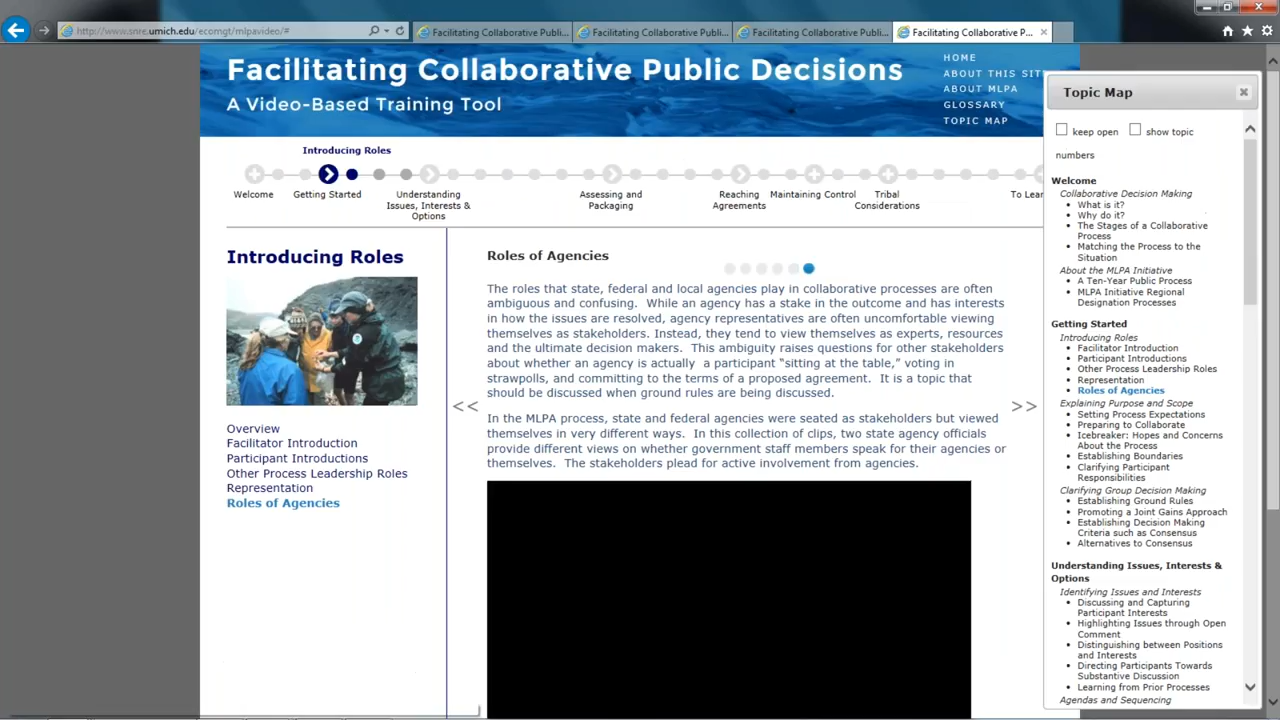 http://www.snre.umich.edu/ecomgt/mlpavideo/#
Facilitating Collaborative Publi...
Facilitating Collaborative Publi...
Facilitating Collaborative Publi...
Facilitating Collaborative P...
Facilitating Collaborative Public Decisions
A Video-Based Training Tool
HOME
ABOUT THIS SIT
ABOUT MLPA
GLOSSARY
TOPIC MAP
Introducing Roles
Welcome
Getting Started
Understanding
Issues, Interests &
Options
Assessing and
Packaging
Reaching
Agreements
Maintaining Control
Tribal
Considerations
To Lear
Introducing Roles
Overview
Facilitator Introduction
Participant Introductions
Other Process Leadership Roles
Representation
Roles of Agencies
Roles of Agencies
The roles that state, federal and local agencies play in collaborative processes are often
ambiguous and confusing.  While an agency has a stake in the outcome and has interests
in how the issues are resolved, agency representatives are often uncomfortable viewing
themselves as stakeholders. Instead, they tend to view themselves as experts, resources
and the ultimate decision makers.  This ambiguity raises questions for other stakeholders
about whether an agency is actually  a participant “sitting at the table,” voting in
strawpolls, and committing to the terms of a proposed agreement.  It is a topic that
should be discussed when ground rules are being discussed.
<<
>>
In the MLPA process, state and federal agencies were seated as stakeholders but viewed
themselves in very different ways.  In this collection of clips, two state agency officials
provide different views on whether government staff members speak for their agencies or
themselves.  The stakeholders plead for active involvement from agencies.
Topic Map
keep open
show topic
numbers
Welcome
Collaborative Decision Making
What is it?
Why do it?
The Stages of a Collaborative
Process
Matching the Process to the
Situation
About the MLPA Initiative
A Ten-Year Public Process
MLPA Initiative Regional
Designation Processes
Getting Started
Introducing Roles
Facilitator Introduction
Participant Introductions
Other Process Leadership Roles
Representation
Roles of Agencies
Explaining Purpose and Scope
Setting Process Expectations
Preparing to Collaborate
Icebreaker: Hopes and Concerns
About the Process
Establishing Boundaries
Clarifying Participant
Responsibilities
Clarifying Group Decision Making
Establishing Ground Rules
Promoting a Joint Gains Approach
Establishing Decision Making
Criteria such as Consensus
Alternatives to Consensus
Understanding Issues, Interests &
Options
Identifying Issues and Interests
Discussing and Capturing
Participant Interests
Highlighting Issues through Open
Comment
Distinguishing between Positions
and Interests
Directing Participants Towards
Substantive Discussion
Learning from Prior Processes
Agendas and Sequencing